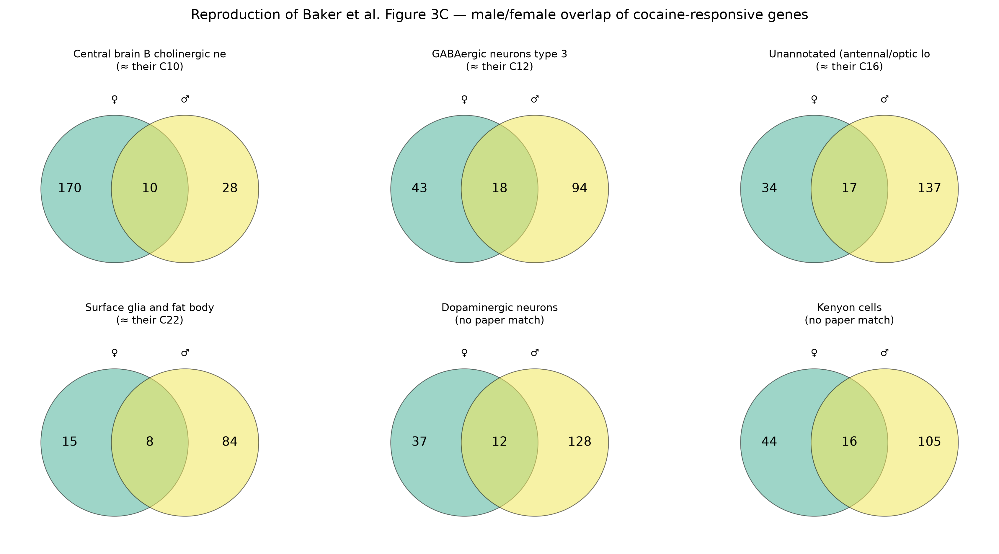 Reproduction of Baker et al. Figure 3C — male/female overlap of cocaine-responsive genes
Central brain B cholinergic ne
(≈ their C10)
♀ ♂
170 10 28
GABAergic neurons type 3
(≈ their C12)
♀ ♂
43 18 94
Unannotated (antennal/optic lo
(≈ their C16)
♀ ♂
34 17 137
Surface glia and fat body
(≈ their C22)
♀ ♂
15 8 84
Dopaminergic neurons
(no paper match)
♀ ♂
37 12 128
Kenyon cells
(no paper match)
♀ ♂
44 16 105